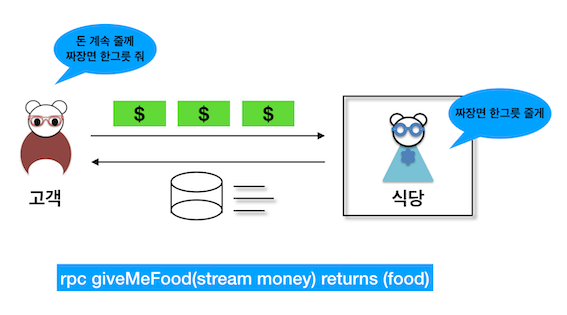 돈 계속 줄께
짜장면 한그릇 줘
$ $ $
짜장면 한그릇 줄게
고객
식당
rpc giveMeFood(stream money) returns (food)